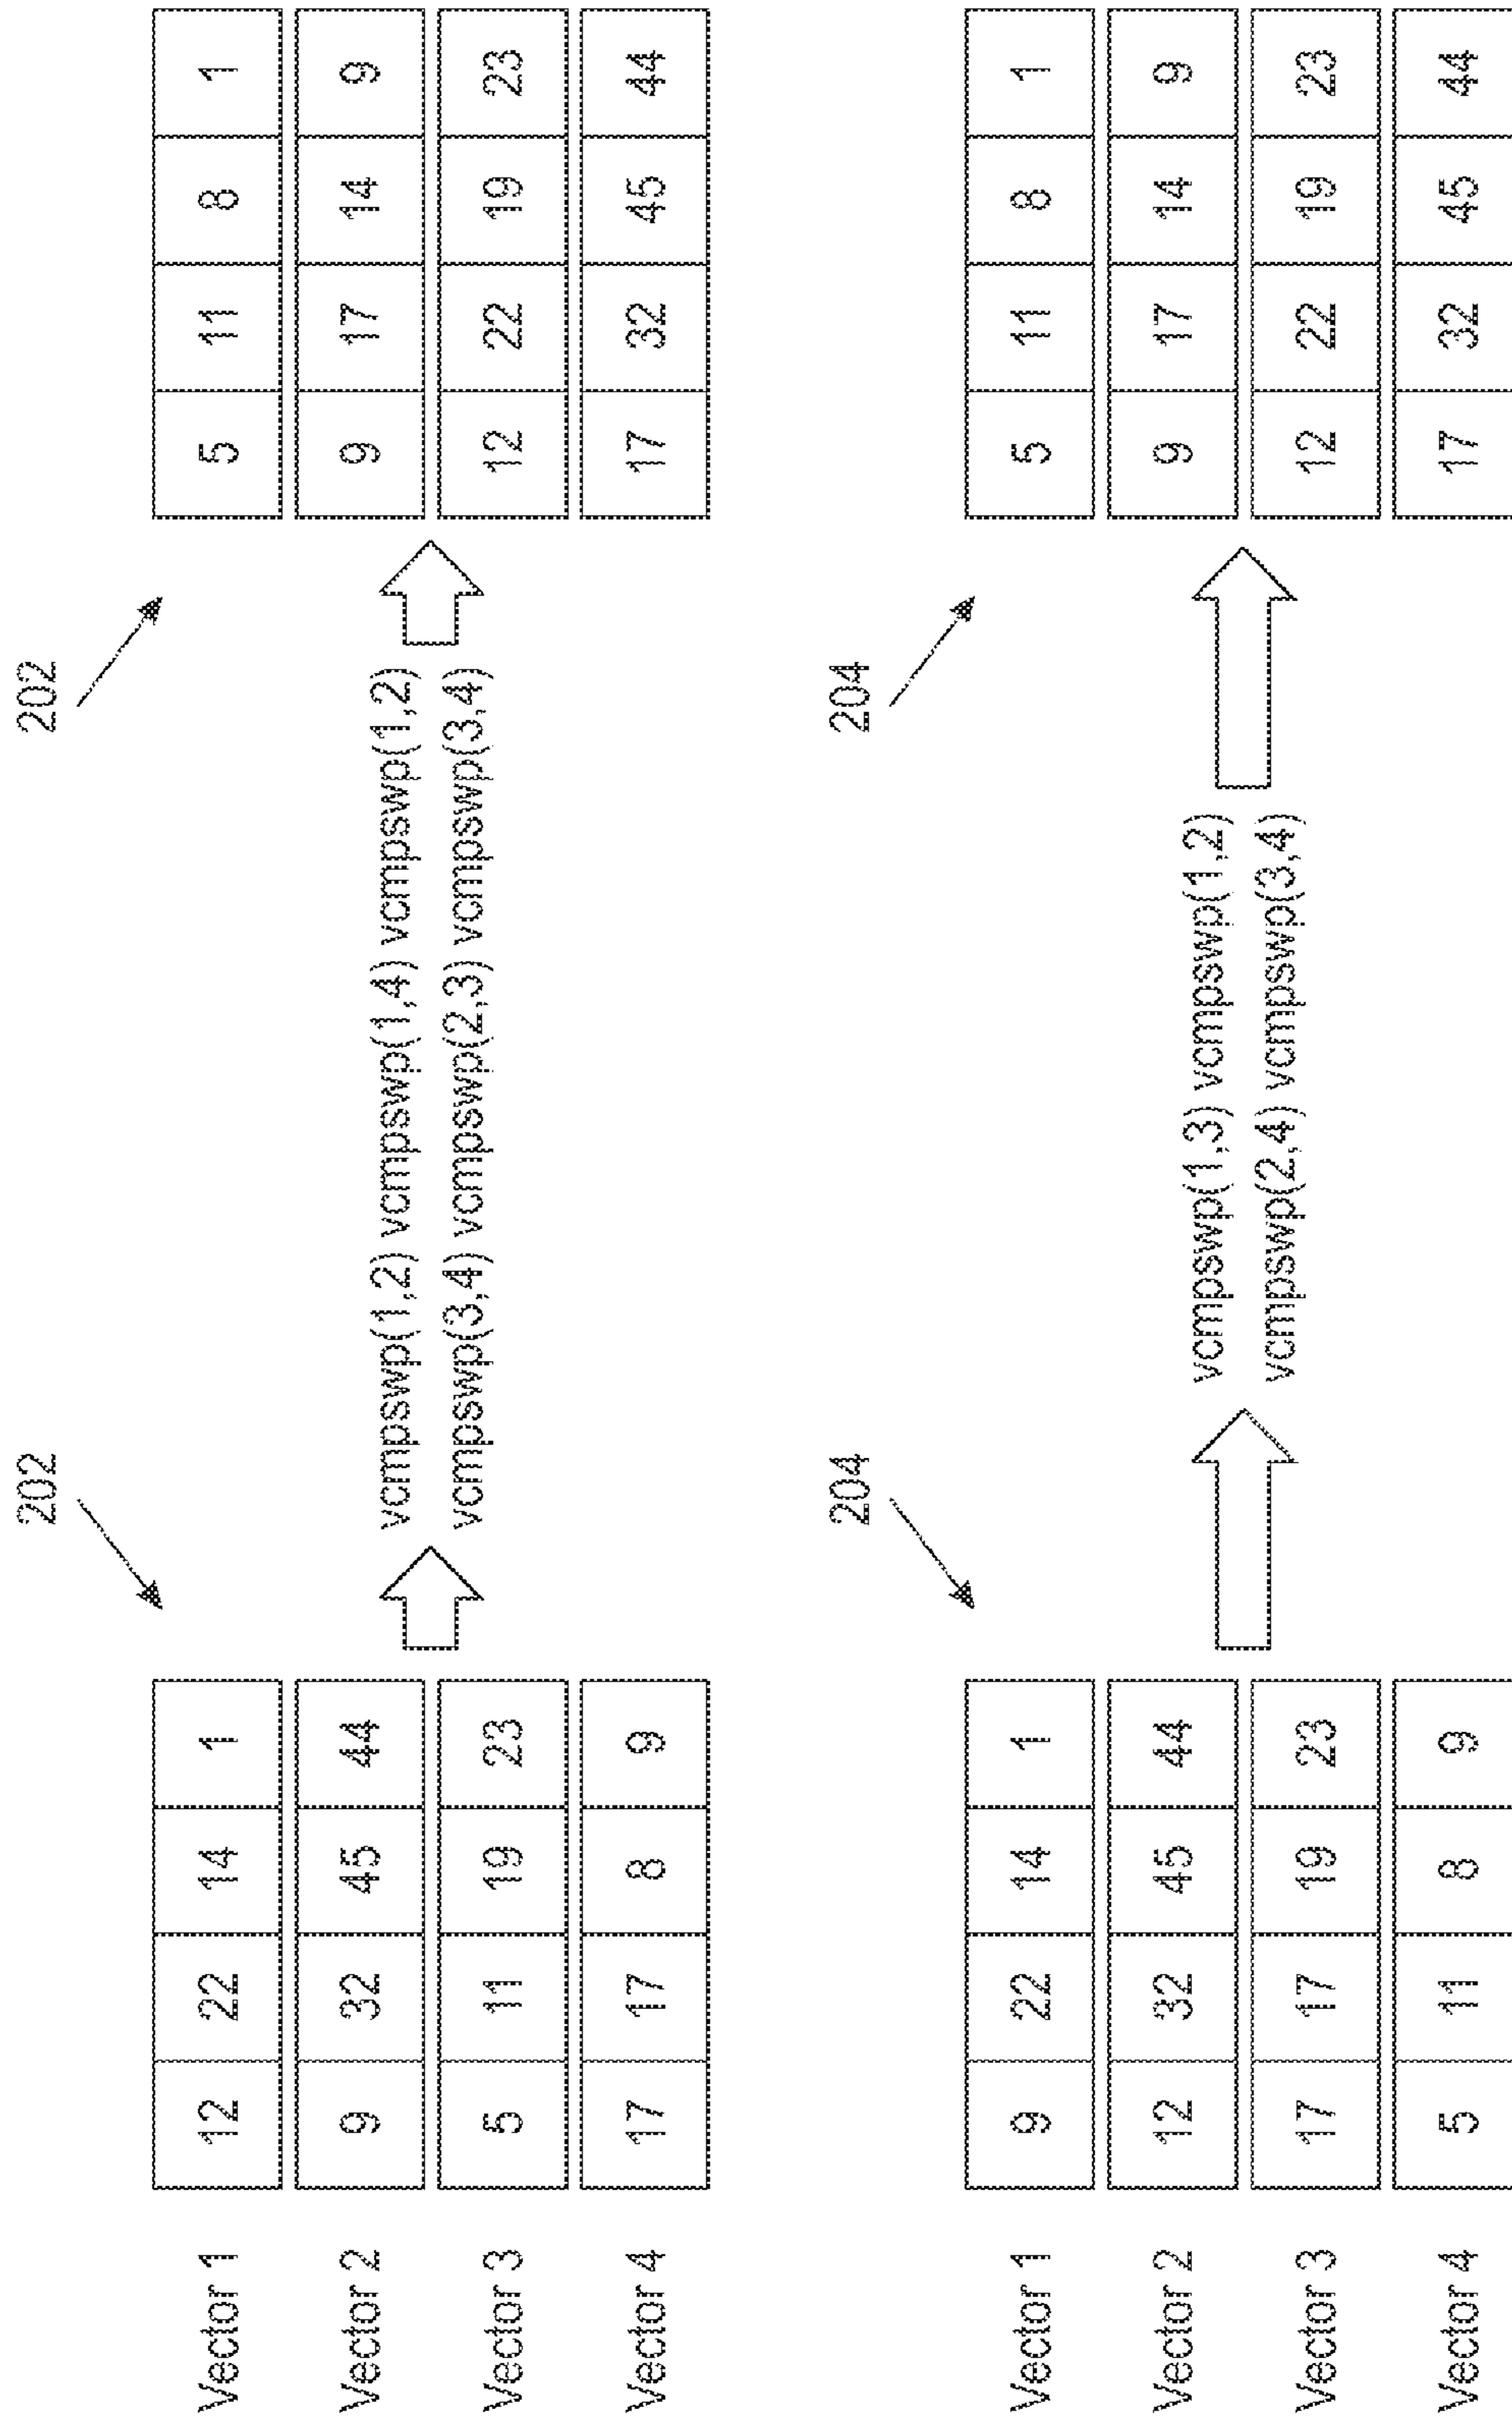 202 202
Vector 1 12 22 14 1 5 11 8 1
Vector 2 9 32 45 44 vcmpswp(1,2) vcmpswp(1,4) vcmpswp(1,2) 9 17 14 9
Vector 3 5 11 19 23 vcmpswp(3,4) vcmpswp(2,3) vcmpswp(3,4) 12 22 19 23
Vector 4 17 17 8 9 17 32 45 44
204 204
Vector 1 9 22 14 1 5 11 8 1
Vector 2 12 32 45 44 vcmpswp(1,3) vcmpswp(1,2) 9 17 14 9
Vector 3 17 17 19 23 vcmpswp(2,4) vcmpswp(3,4) 12 22 19 23
Vector 4 5 11 8 9 17 32 45 44